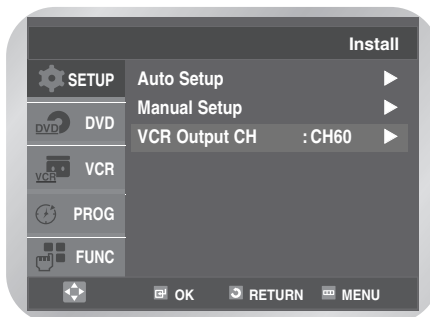 Install
SETUP
Auto Setup
Manual Setup
VCR Output CH :CH60
DVD
DVD
VCR
VCR
PROG
FUNC
OK RETURN MENU